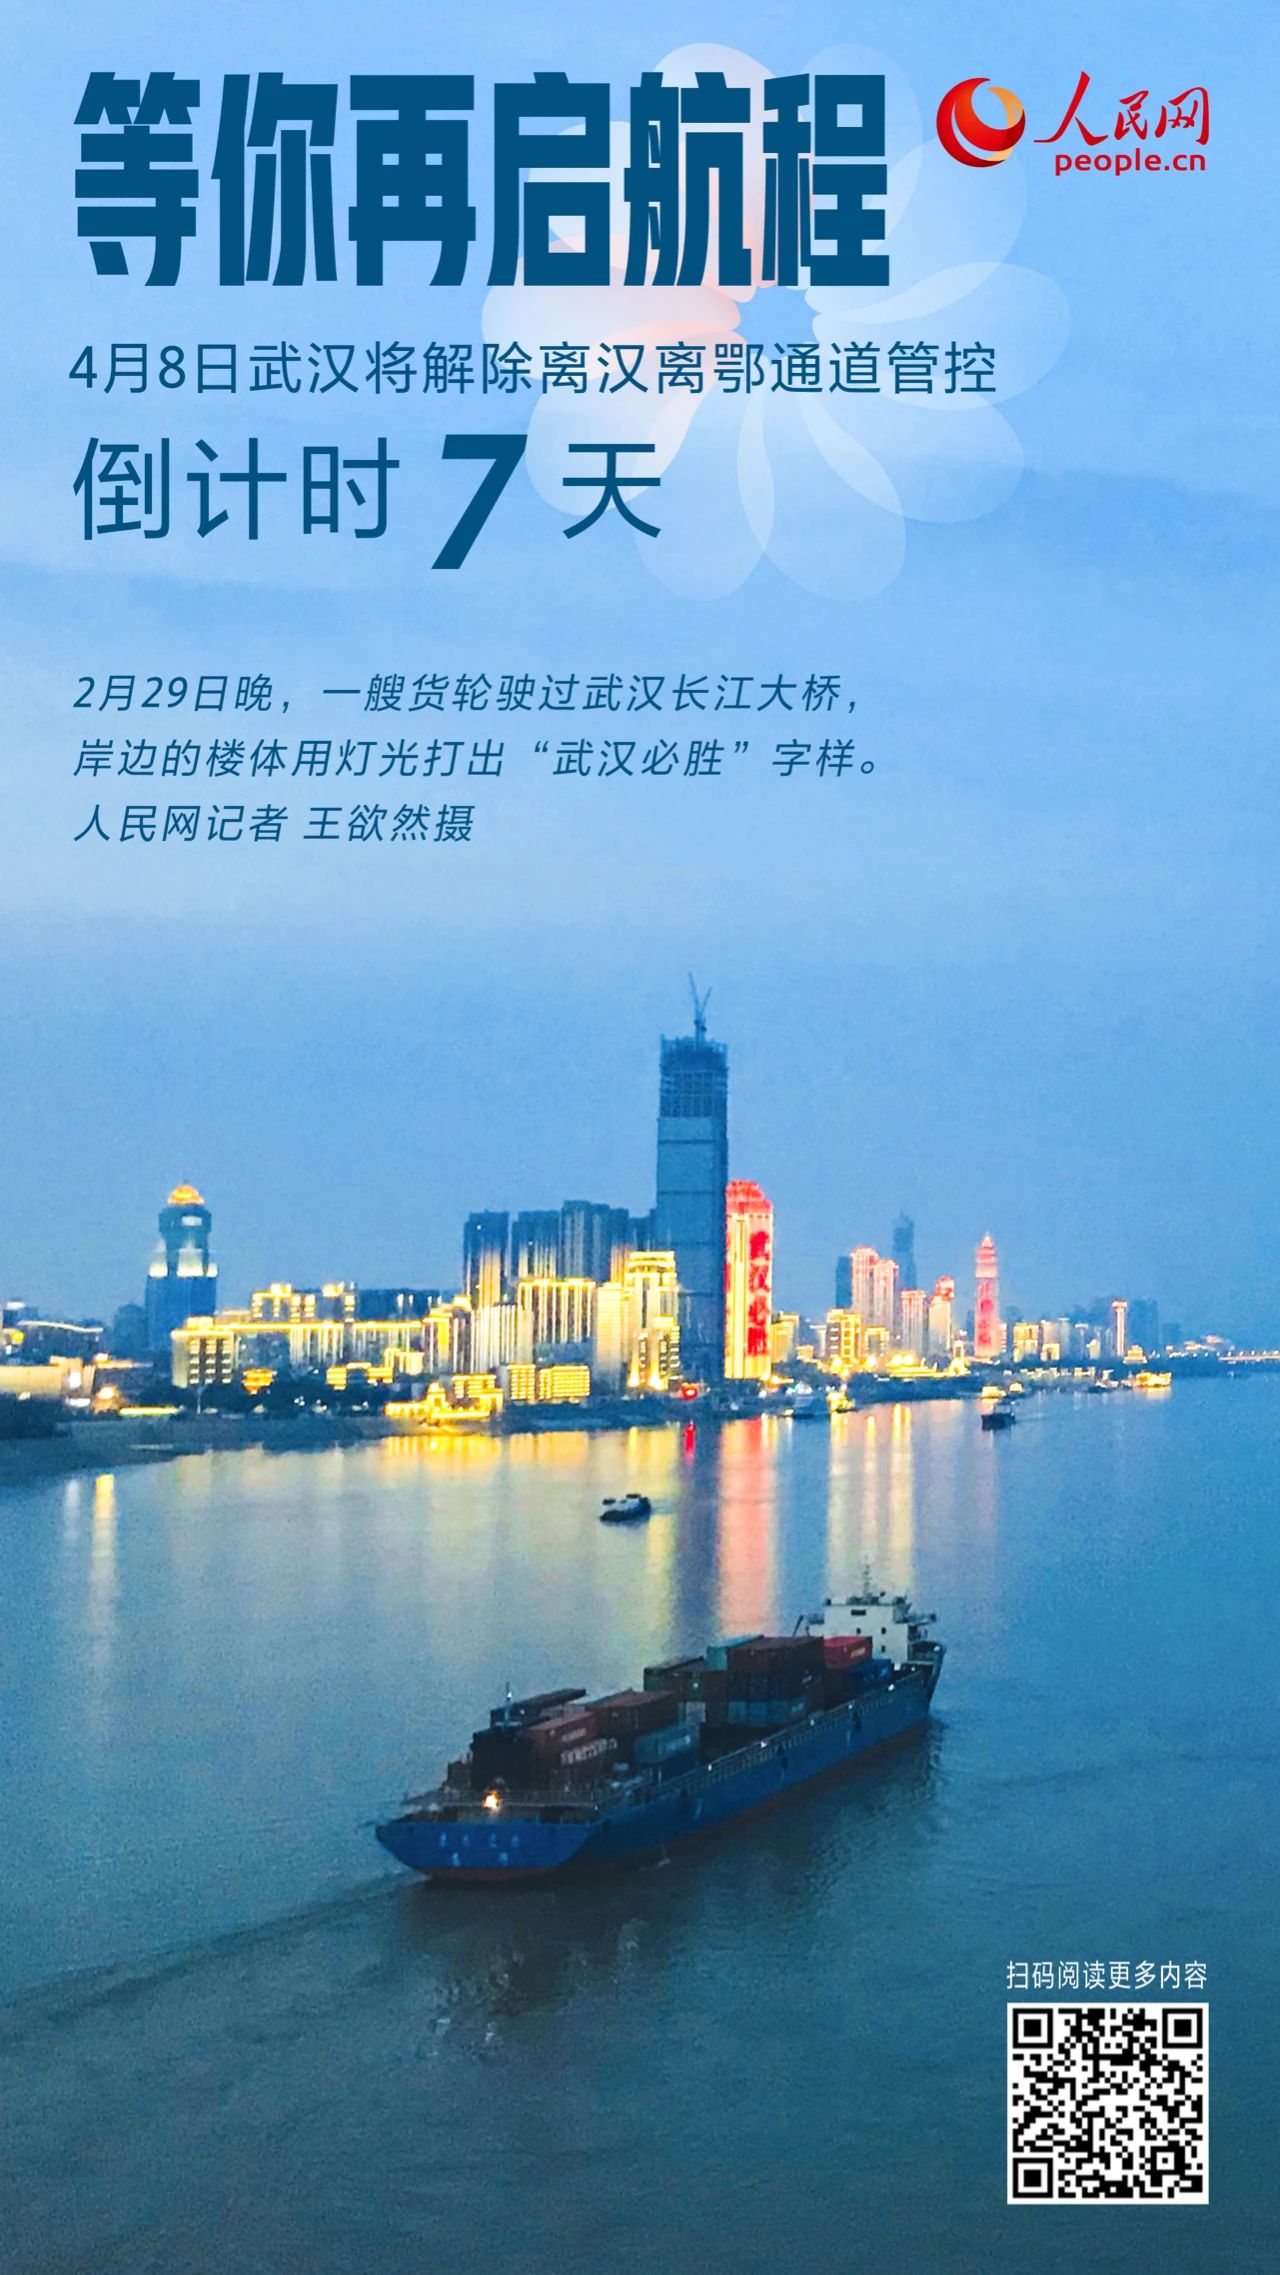 等你再启航程
人民网
people.cn
4月8日武汉将解除离汉离鄂通道管控
倒计时7天
2月29日晚，一艘货轮驶过武汉长江大桥，
岸边的楼体用灯光打出“武汉必胜”字样。
人民网记者 王欲然摄
武汉必
扫码阅读更多内容